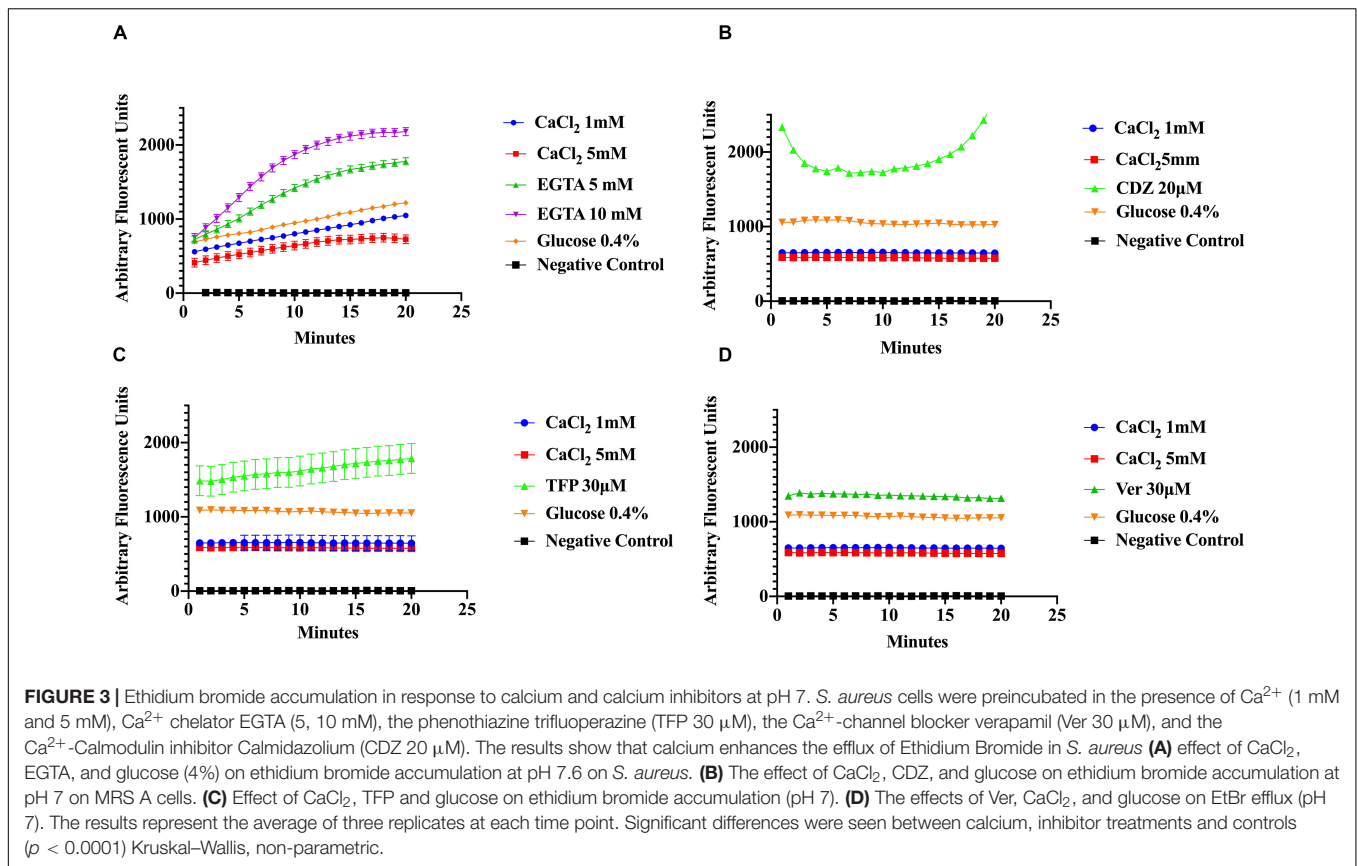 A
Arbitrary Fluorescent Units
2000
1000
0
0 5 10 15 20 25
Minutes
CaCl₂ 1mM
CaCl₂ 5mM
EGTA 5 mM
EGTA 10 mM
Glucose 0.4%
Negative Control
B
Arbitrary Fluorescent Units
2000
1000
0
0 5 10 15 20 25
Minutes
CaCl₂ 1mM
CaCl₂5mm
CDZ 20µM
Glucose 0.4%
Negative Control
C
Arbitrary Fluorescence Units
2000
1000
0
0 5 10 15 20 25
Minutes
CaCl₂ 1mM
CaCl₂ 5mM
TFP 30µM
Glucose 0.4%
Negative Control
D
Arbitrary Fluorescent Units
2000
1000
0
0 5 10 15 20 25
Minutes
CaCl₂ 1mM
CaCl₂ 5mM
Ver 30µM
Glucose 0.4%
Negative Control
FIGURE 3 | Ethidium bromide accumulation in response to calcium and calcium inhibitors at pH 7. S. aureus cells were preincubated in the presence of Ca²⁺ (1 mM
and 5 mM), Ca²⁺ chelator EGTA (5, 10 mM), the phenothiazine trifluoperazine (TFP 30 µM), the Ca²⁺-channel blocker verapamil (Ver 30 µM), and the
Ca²⁺-Calmodulin inhibitor Calmidazolium (CDZ 20 µM). The results show that calcium enhances the efflux of Ethidium Bromide in S. aureus (A) effect of CaCl₂,
EGTA, and glucose (4%) on ethidium bromide accumulation at pH 7.6 on S. aureus. (B) The effect of CaCl₂, CDZ, and glucose on ethidium bromide accumulation at
pH 7 on MRS A cells. (C) Effect of CaCl₂, TFP and glucose on ethidium bromide accumulation (pH 7). (D) The effects of Ver, CaCl₂, and glucose on EtBr efflux (pH
7). The results represent the average of three replicates at each time point. Significant differences were seen between calcium, inhibitor treatments and controls
(p < 0.0001) Kruskal–Wallis, non-parametric.